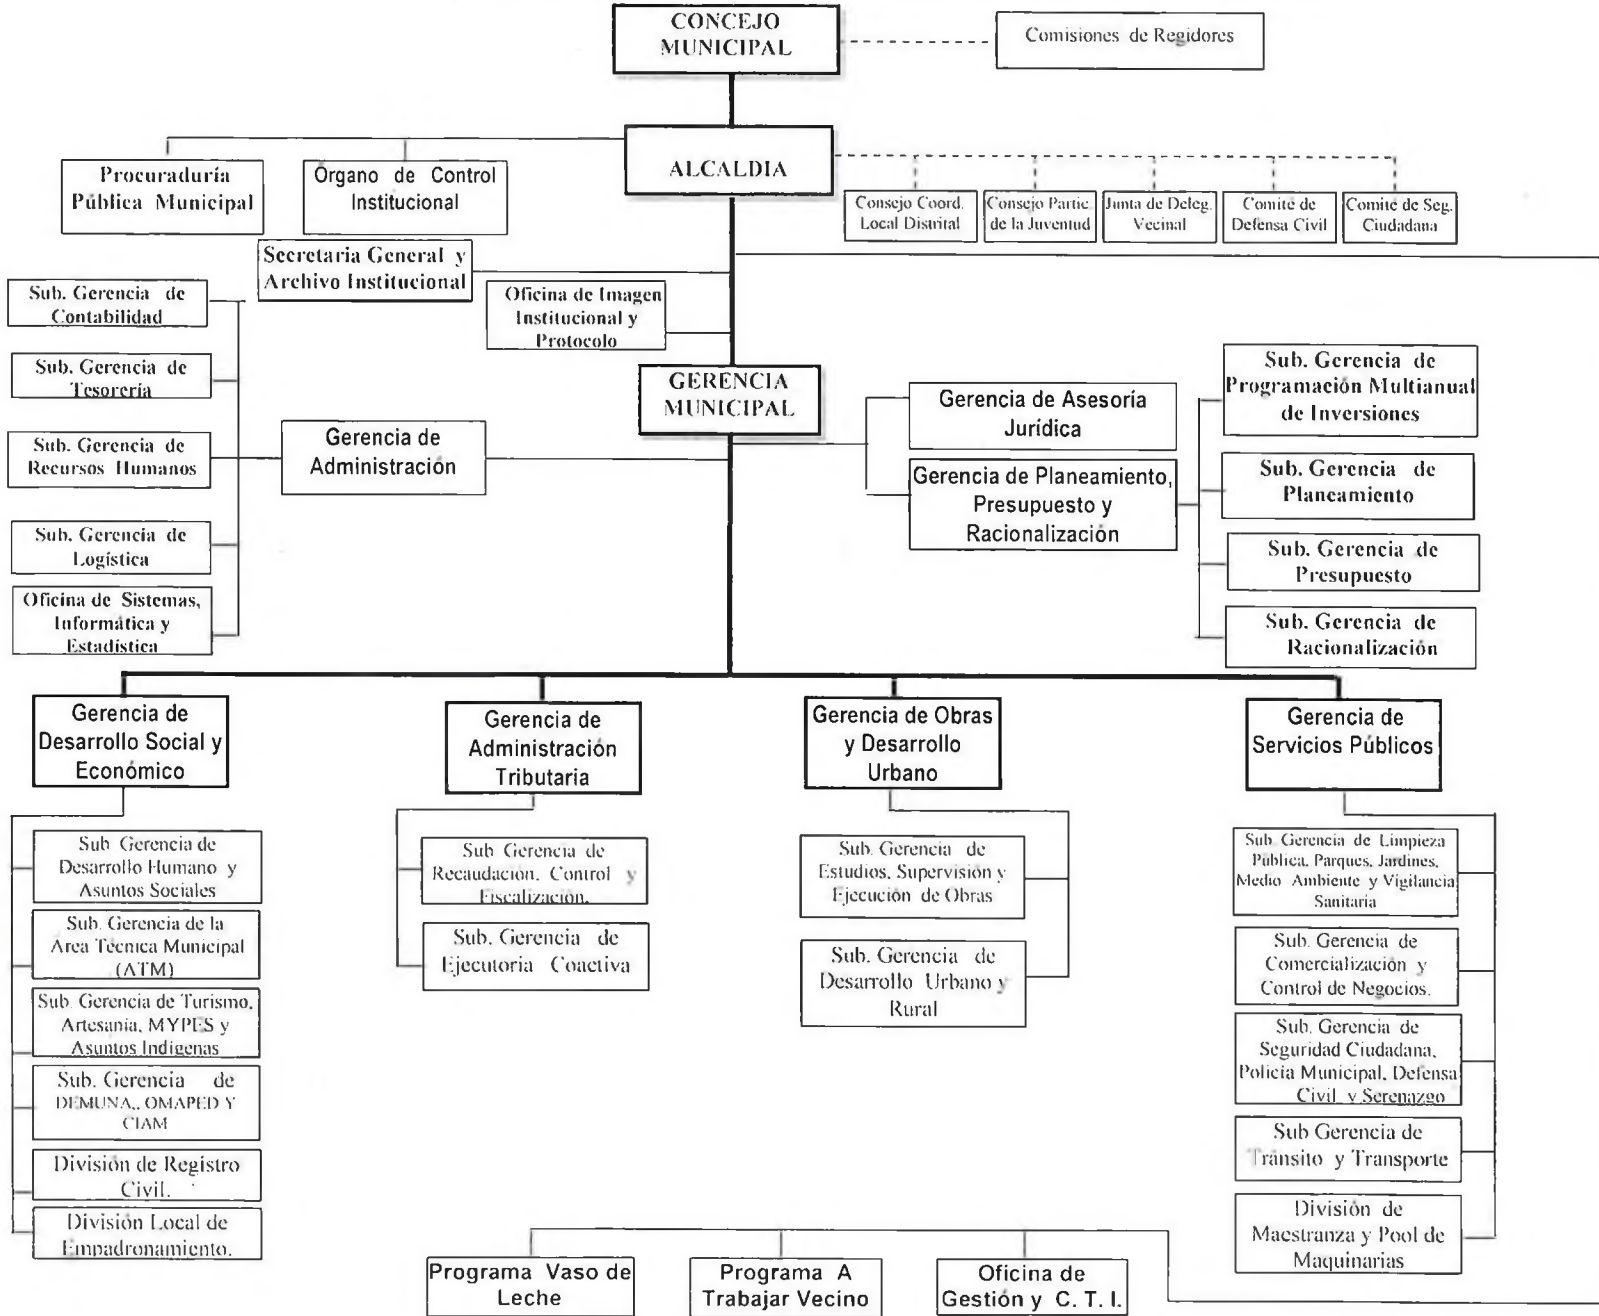 CONCEJO
MUNICIPAL
Comisiones de Regidores
ALCALDIA
Procuraduría
Pública Municipal
Órgano de Control
Institucional
Consejo Coord.
Local Distrital
Consejo Partic.
de la Juventud
Junta de Deleg.
Vecinal
Comité de
Defensa Civil
Comité de Seg.
Ciudadana
Secretaria General y
Archivo Institucional
Oficina de Imagen
Institucional y
Protocolo
Sub. Gerencia de
Contabilidad
Sub. Gerencia de
Tesorería
Sub. Gerencia de
Recursos Humanos
Sub. Gerencia de
Logística
Oficina de Sistemas,
Informática y
Estadística
Gerencia de
Administración
GERENCIA
MUNICIPAL
Gerencia de Asesoría
Jurídica
Gerencia de Planeamiento,
Presupuesto y
Racionalización
Sub. Gerencia de
Programación Multianual
de Inversiones
Sub. Gerencia de
Planeamiento
Sub. Gerencia de
Presupuesto
Sub. Gerencia de
Racionalización
Gerencia de
Desarrollo Social y
Económico
Gerencia de
Administración
Tributaria
Gerencia de Obras
y Desarrollo
Urbano
Gerencia de
Servicios Públicos
Sub Gerencia de
Desarrollo Humano y
Asuntos Sociales
Sub. Gerencia de la
Area Técnica Municipal
(ATM)
Sub Gerencia de Turismo,
Artesania, MYPES y
Asuntos Indigenas
Sub. Gerencia de
DEMUNA,, OMAPED Y
CIAM
División de Registro
Civil.
División Local de
Empadronamiento.
Sub Gerencia de
Recaudación, Control y
Fiscalización.
Sub. Gerencia de
Ejecutoria Coactiva
Sub. Gerencia de
Estudios, Supervisión y
Ejecución de Obras
Sub. Gerencia de
Desarrollo Urbano y
Rural
Sub Gerencia de Limpieza
Pública, Parques, Jardines,
Medio Ambiente y Vigilancia
Sanitaria
Sub. Gerencia de
Comercialización y
Control de Negocios.
Sub. Gerencia de
Seguridad Ciudadana,
Policía Municipal, Defensa
Civil y Serenazgo
Sub Gerencia de
Tránsito y Transporte
División de
Maestranza y Pool de
Maquinarias
Programa Vaso de
Leche
Programa A
Trabajar Vecino
Oficina de
Gestión y C. T. I.